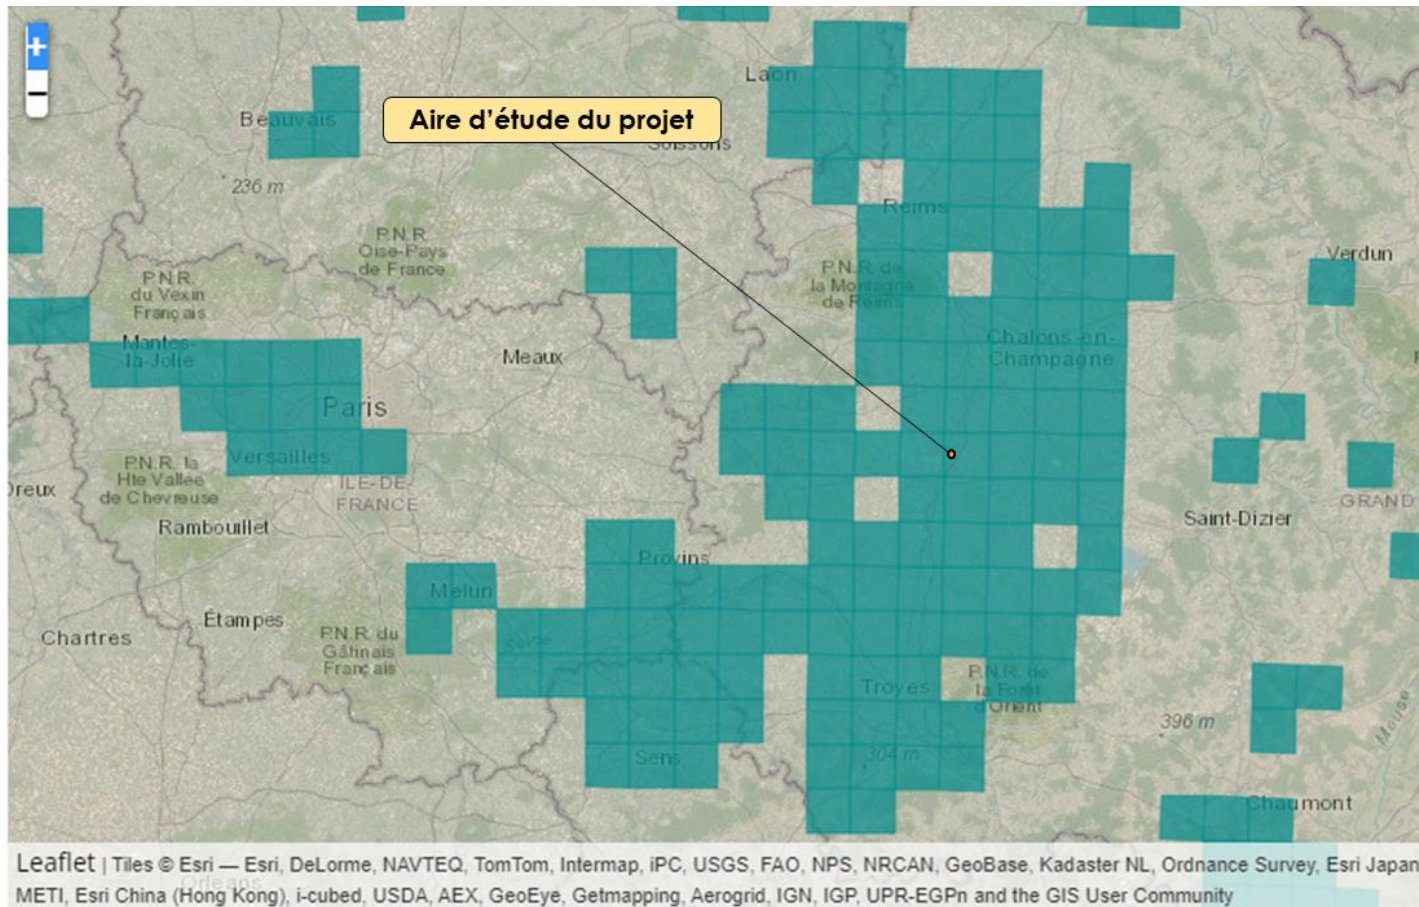 +
−
Laon
Beauvais
Aire d'étude du projet
Soissons
236 m
Reims
P.N.R.
Oise-Pays
de France
Verdun
P.N.R.
du Vexin
Français
P.N.R. de
la Montagne
de Reims
Mantes-
la-Jolie
Meaux
Chalons-en-
Champagne
Paris
Versailles
P.N.R. la
Hte Vallée
de Chevreuse
ILE-DE-
FRANCE
GRAND
Rambouillet
Saint-Dizier
Provins
Melun
Étampes
Chartres
P.N.R. du
Gâtinais
Français
Seine
Troyes
P.N.R. de
la Forêt
d'Orient
396 m
Meuse
Sens
304 m
Chaumont
Leaflet | Tiles © Esri — Esri, DeLorme, NAVTEQ, TomTom, Intermap, iPC, USGS, FAO, NPS, NRCAN, GeoBase, Kadaster NL, Ordnance Survey, Esri Japan
METI, Esri China (Hong Kong), i-cubed, USDA, AEX, GeoEye, Getmapping, Aerogrid, IGN, IGP, UPR-EGPn and the GIS User Community
Orléans